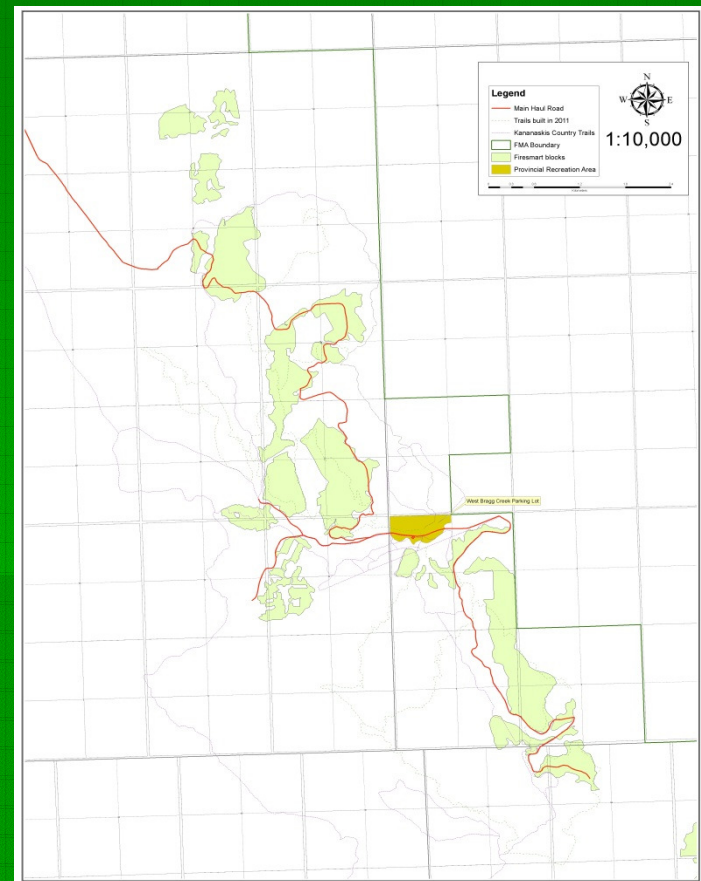 Legend
Main Haul Road
Trails built in 2011
Kananaskis Country Trails
FMA Boundary
Firesmart blocks
Provincial Recreation Area
N
W E
S
1:10,000
West Bragg Creek Parking Lot